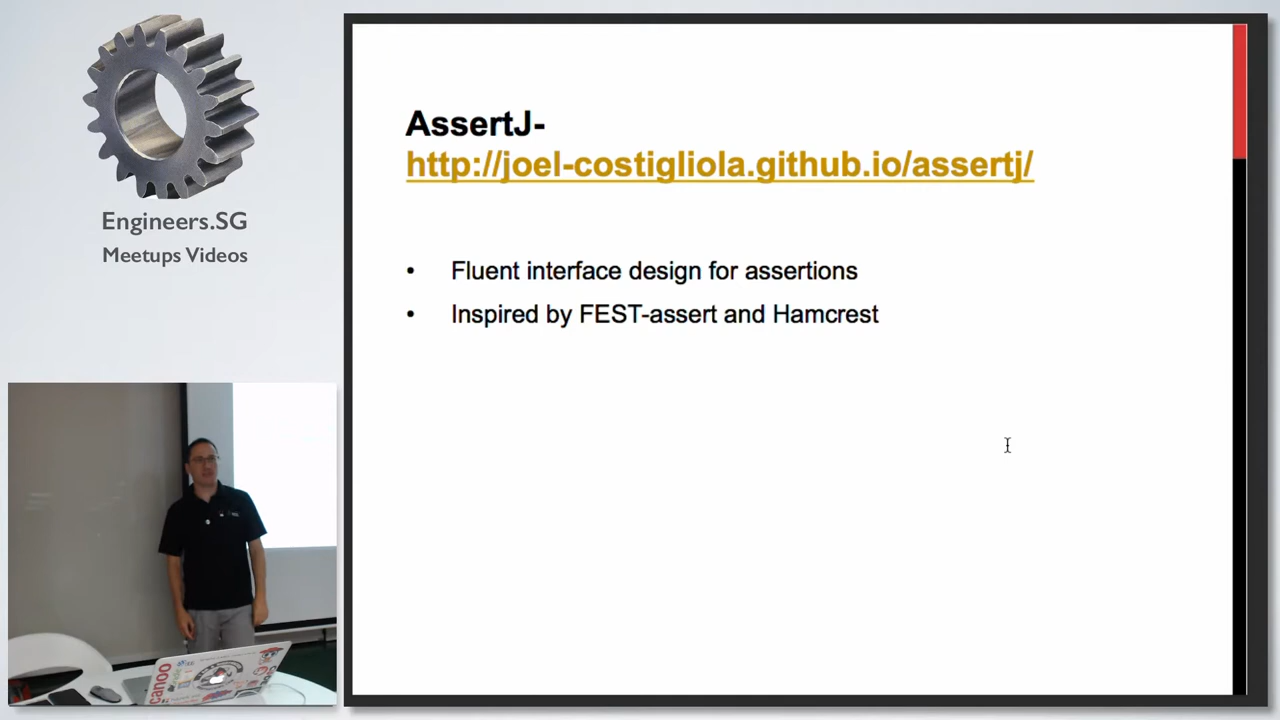 Engineers.SG
Meetups Videos
AssertJ-
http://joel-costigliola.github.io/assertj/
• Fluent interface design for assertions
• Inspired by FEST-assert and Hamcrest
canoo